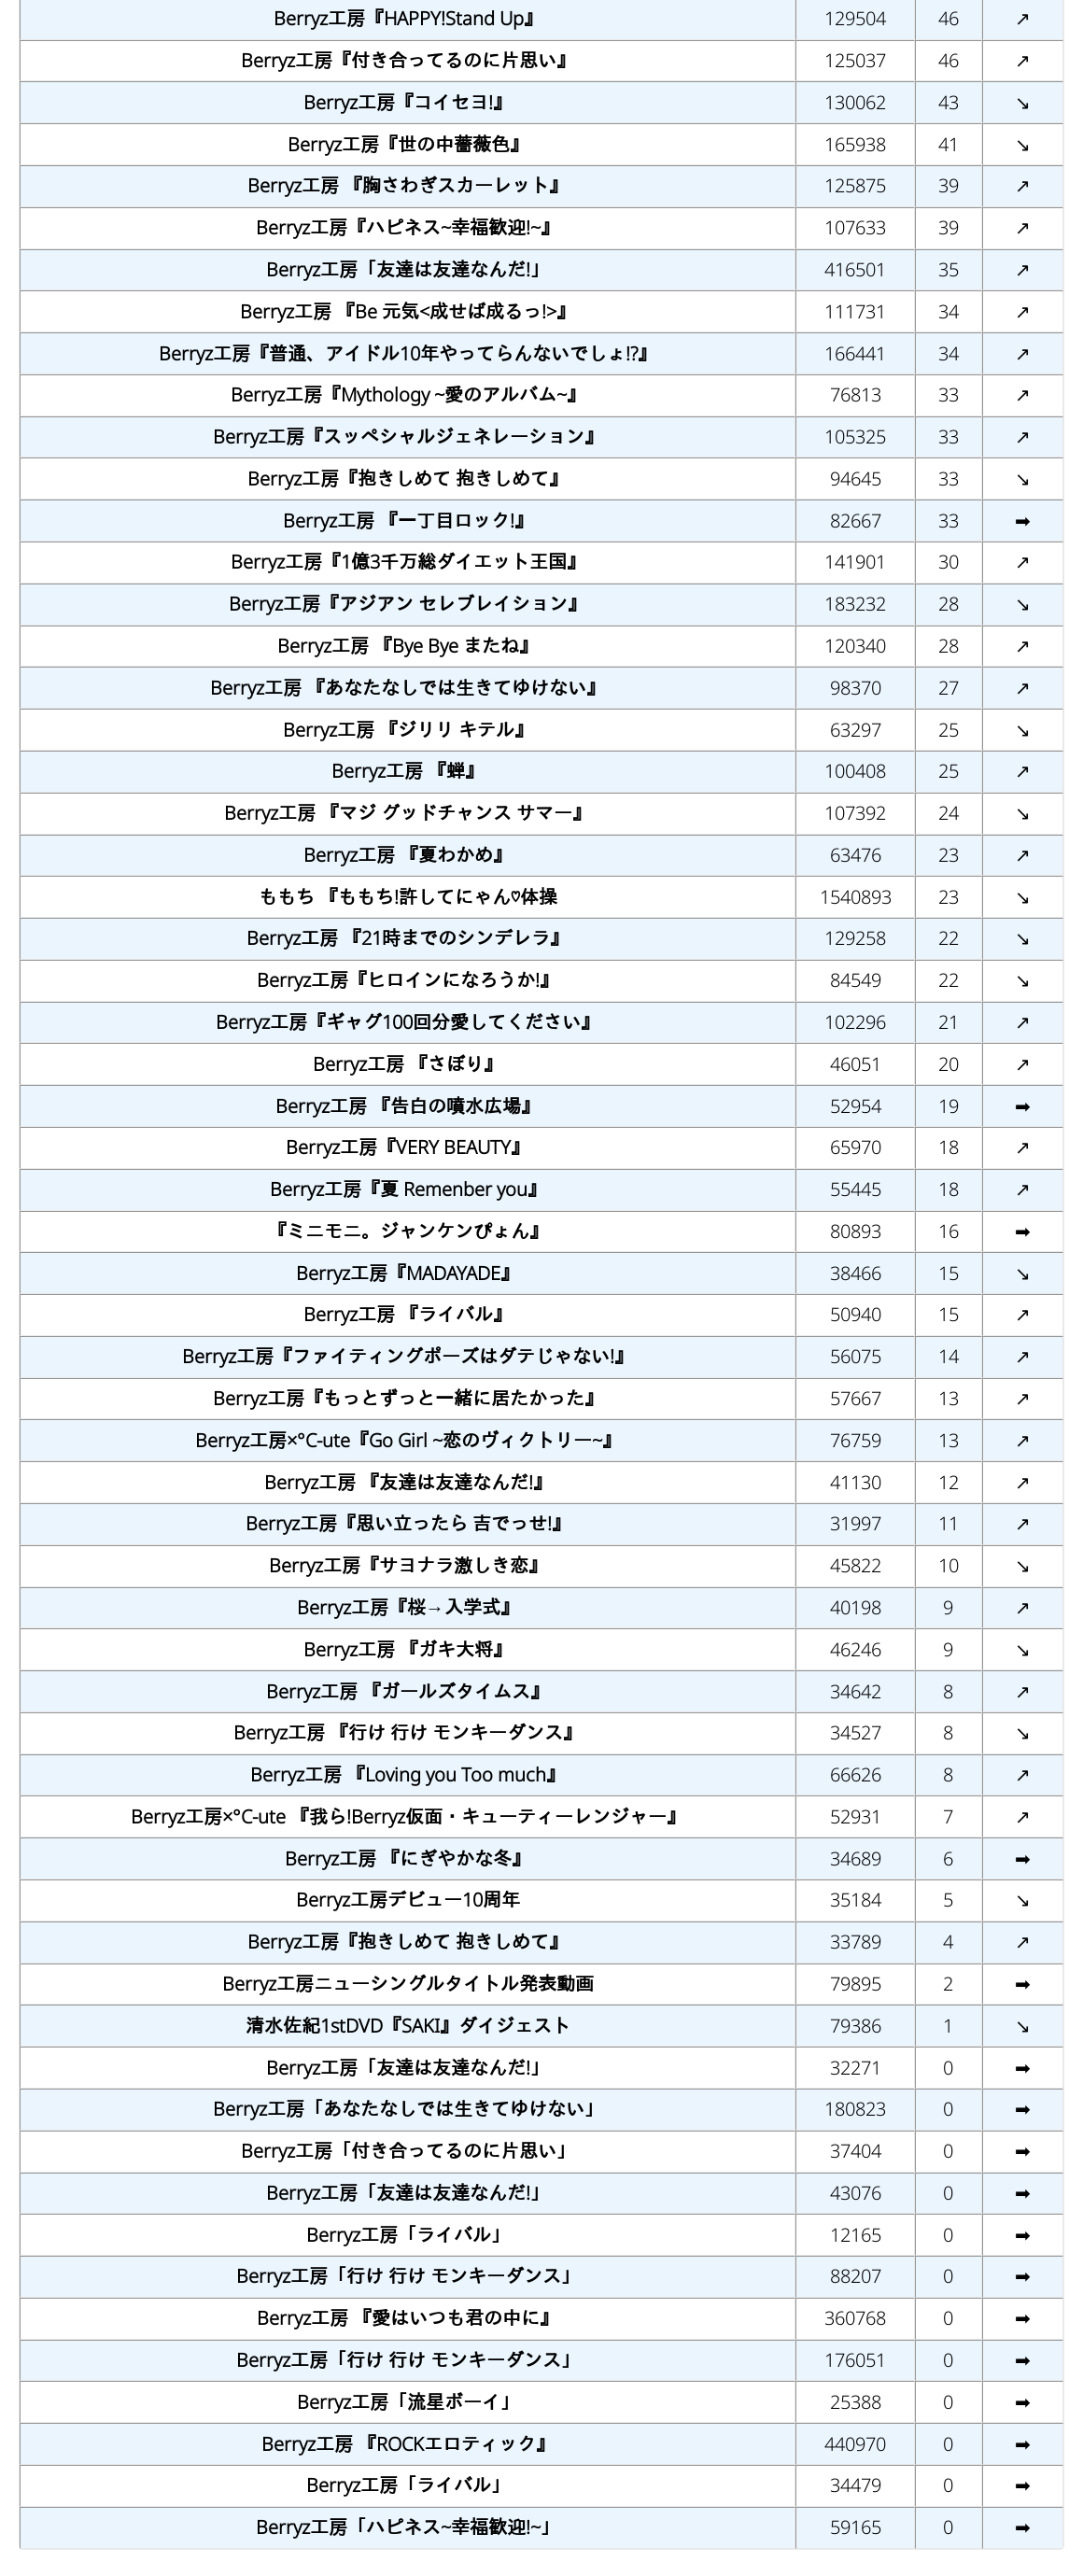 Berryz工房『HAPPY!Stand Up』 129504 46 ↗
Berryz工房『付き合ってるのに片思い』 125037 46 ↗
Berryz工房『コイセヨ!』 130062 43 ↘
Berryz工房『世の中薔薇色』 165938 41 ↘
Berryz工房 『胸さわぎスカーレット』 125875 39 ↗
Berryz工房『ハピネス~幸福歓迎!~』 107633 39 ↗
Berryz工房「友達は友達なんだ!」 416501 35 ↗
Berryz工房 『Be 元気<成せば成るっ!>』 111731 34 ↗
Berryz工房『普通、アイドル10年やってらんないでしょ!?』 166441 34 ↗
Berryz工房『Mythology ~愛のアルバム~』 76813 33 ↗
Berryz工房『スッペシャルジェネレーション』 105325 33 ↗
Berryz工房『抱きしめて 抱きしめて』 94645 33 ↘
Berryz工房 『一丁目ロック!』 82667 33 ➡
Berryz工房『1億3千万総ダイエット王国』 141901 30 ↗
Berryz工房『アジアン セレブレイション』 183232 28 ↘
Berryz工房 『Bye Bye またね』 120340 28 ↗
Berryz工房 『あなたなしでは生きてゆけない』 98370 27 ↗
Berryz工房 『ジリリ キテル』 63297 25 ↘
Berryz工房 『蝉』 100408 25 ↗
Berryz工房 『マジ グッドチャンス サマー』 107392 24 ↘
Berryz工房 『夏わかめ』 63476 23 ↗
ももち 『ももち!許してにゃん♡体操 1540893 23 ↘
Berryz工房 『21時までのシンデレラ』 129258 22 ↘
Berryz工房『ヒロインになろうか!』 84549 22 ↘
Berryz工房『ギャグ100回分愛してください』 102296 21 ↗
Berryz工房 『さぼり』 46051 20 ↗
Berryz工房 『告白の噴水広場』 52954 19 ➡
Berryz工房『VERY BEAUTY』 65970 18 ↗
Berryz工房『夏 Remenber you』 55445 18 ↗
『ミニモニ。ジャンケンぴょん』 80893 16 ➡
Berryz工房『MADAYADE』 38466 15 ↘
Berryz工房 『ライバル』 50940 15 ↗
Berryz工房『ファイティングポーズはダテじゃない!』 56075 14 ↗
Berryz工房『もっとずっと一緒に居たかった』 57667 13 ↗
Berryz工房×°C-ute『Go Girl ~恋のヴィクトリー~』 76759 13 ↗
Berryz工房 『友達は友達なんだ!』 41130 12 ↗
Berryz工房『思い立ったら 吉でっせ!』 31997 11 ↗
Berryz工房『サヨナラ激しき恋』 45822 10 ↘
Berryz工房『桜→入学式』 40198 9 ↗
Berryz工房 『ガキ大将』 46246 9 ↘
Berryz工房 『ガールズタイムス』 34642 8 ↗
Berryz工房 『行け 行け モンキーダンス』 34527 8 ↘
Berryz工房 『Loving you Too much』 66626 8 ↗
Berryz工房×°C-ute 『我ら!Berryz仮面・キューティーレンジャー』 52931 7 ↗
Berryz工房 『にぎやかな冬』 34689 6 ➡
Berryz工房デビュー10周年 35184 5 ↘
Berryz工房『抱きしめて 抱きしめて』 33789 4 ↗
Berryz工房ニューシングルタイトル発表動画 79895 2 ➡
清水佐紀1stDVD『SAKI』ダイジェスト 79386 1 ↘
Berryz工房「友達は友達なんだ!」 32271 0 ➡
Berryz工房「あなたなしでは生きてゆけない」 180823 0 ➡
Berryz工房「付き合ってるのに片思い」 37404 0 ➡
Berryz工房「友達は友達なんだ!」 43076 0 ➡
Berryz工房「ライバル」 12165 0 ➡
Berryz工房「行け 行け モンキーダンス」 88207 0 ➡
Berryz工房 『愛はいつも君の中に』 360768 0 ➡
Berryz工房「行け 行け モンキーダンス」 176051 0 ➡
Berryz工房「流星ボーイ」 25388 0 ➡
Berryz工房 『ROCKエロティック』 440970 0 ➡
Berryz工房「ライバル」 34479 0 ➡
Berryz工房「ハピネス~幸福歓迎!~」 59165 0 ➡